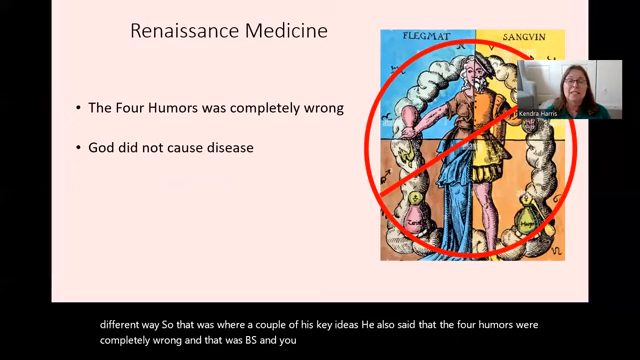 Renaissance Medicine
FLEGMAT SANGVIN
Kendra Harris
• The Four Humors was completely wrong
• God did not cause disease
different way So that was where a couple of his key ideas He also said that the four humors were
completely wrong and that was BS and you